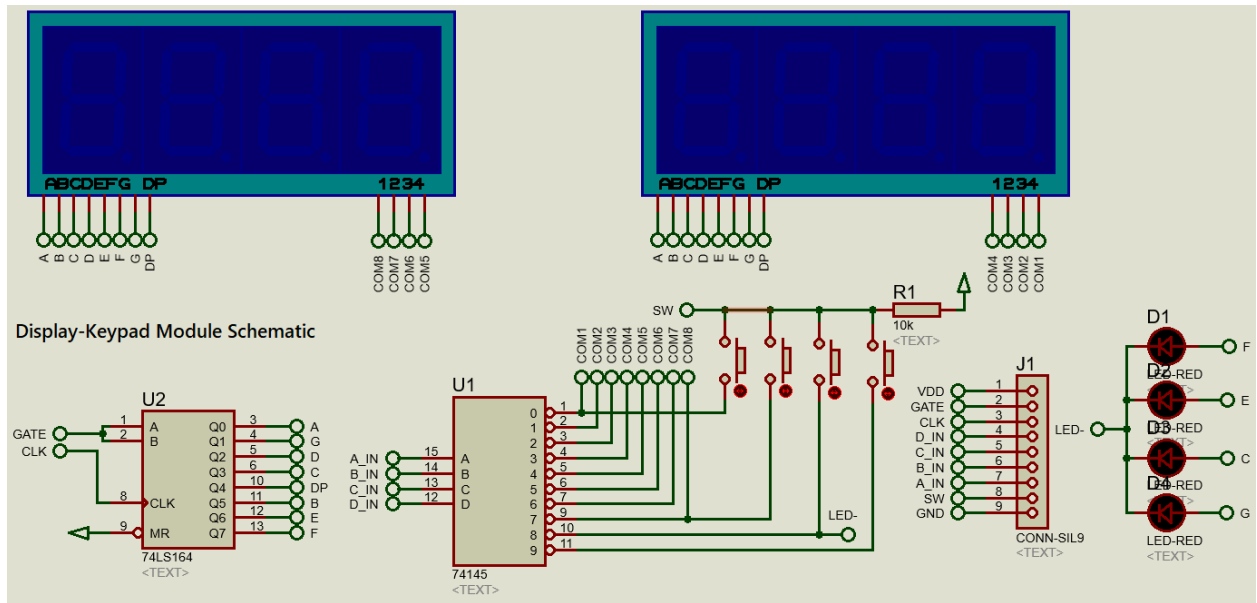 ABCDEFG DP
1234
ABCDEFG DP
1234
A
B
C
D
E
F
G
DP
COM8
COM7
COM6
COM5
A
B
C
D
E
F
G
DP
COM4
COM3
COM2
COM1
Display-Keypad Module Schematic
SW
R1
10k
<TEXT>
COM1
COM2
COM3
COM4
COM5
COM6
COM7
COM8
U2
GATE
CLK
1
2
8
9
A
B
CLK
MR
Q0
Q1
Q2
Q3
Q4
Q5
Q6
Q7
3
4
5
6
10
11
12
13
A
G
D
C
DP
B
E
F
74LS164
<TEXT>
U1
A_IN
B_IN
C_IN
D_IN
15
14
13
12
A
B
C
D
0
1
2
3
4
5
6
7
8
9
1
2
3
4
5
6
7
9
10
11
74145
<TEXT>
LED-
J1
VDD
GATE
CLK
D_IN
C_IN
B_IN
A_IN
SW
GND
1
2
3
4
5
6
7
8
9
CONN-SIL9
<TEXT>
LED-
D1
F
LED-RED
<TEXT>
D2
E
LED-RED
<TEXT>
D3
C
LED-RED
<TEXT>
D4
G
LED-RED
<TEXT>